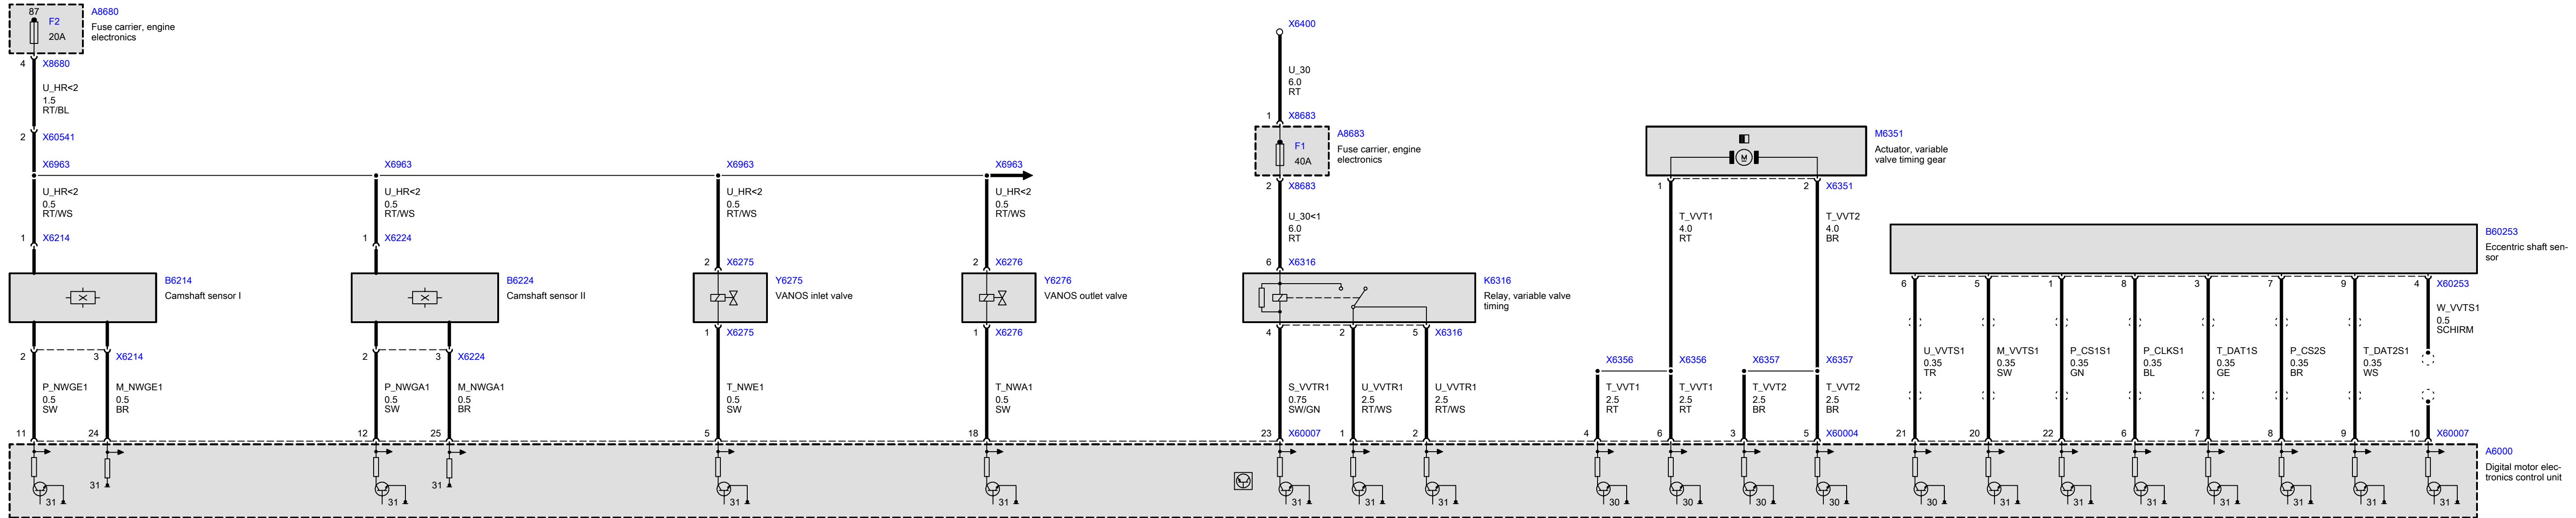 87
F2
20A
A8680
Fuse carrier, engine
electronics
4
X8680
U_HR<2
1.5
RT/BL
2
X60541
X6963
X6963
X6963
X6963
U_HR<2
0.5
RT/WS
U_HR<2
0.5
RT/WS
U_HR<2
0.5
RT/WS
U_HR<2
0.5
RT/WS
1
X6214
1
X6224
2
X6275
2
X6276
B6214
Camshaft sensor I
B6224
Camshaft sensor II
Y6275
VANOS inlet valve
Y6276
VANOS outlet valve
2
3
X6214
2
3
X6224
1
X6275
1
X6276
P_NWGE1
0.5
SW
M_NWGE1
0.5
BR
P_NWGA1
0.5
SW
M_NWGA1
0.5
BR
T_NWE1
0.5
SW
T_NWA1
0.5
SW
X6400
U_30
6.0
RT
1
X8683
F1
40A
A8683
Fuse carrier, engine
electronics
2
X8683
U_30<1
6.0
RT
6
X6316
K6316
Relay, variable valve
timing
4
2
5
X6316
S_VVTR1
0.75
SW/GN
U_VVTR1
2.5
RT/WS
U_VVTR1
2.5
RT/WS
M
M6351
Actuator, variable
valve timing gear
1
2
X6351
T_VVT1
4.0
RT
T_VVT2
4.0
BR
X6356
X6356
X6357
X6357
T_VVT1
2.5
RT
T_VVT1
2.5
RT
T_VVT2
2.5
BR
T_VVT2
2.5
BR
B60253
Eccentric shaft sen-
sor
6
5
1
8
3
7
9
4
X60253
W_VVTS1
0.5
SCHIRM
U_VVTS1
0.35
TR
M_VVTS1
0.35
SW
P_CS1S1
0.35
GN
P_CLKS1
0.35
BL
T_DAT1S
0.35
GE
P_CS2S
0.35
BR
T_DAT2S1
0.35
WS
11
24
12
25
5
18
23
X60007
1
2
4
6
3
5
X60004
21
20
22
6
7
8
9
10
X60007
A6000
Digital motor elec-
tronics control unit
31
31
31
31
31
31
31
31
31
30
30
30
30
30
31
31
31
31
31
31
31